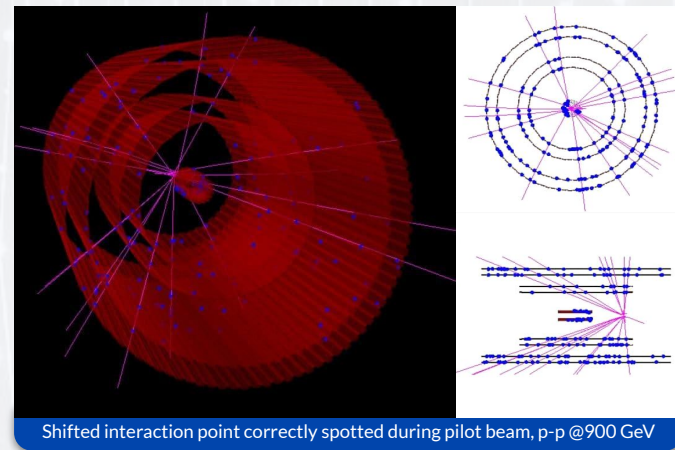 Shifted interaction point correctly spotted during pilot beam, p-p @900 GeV